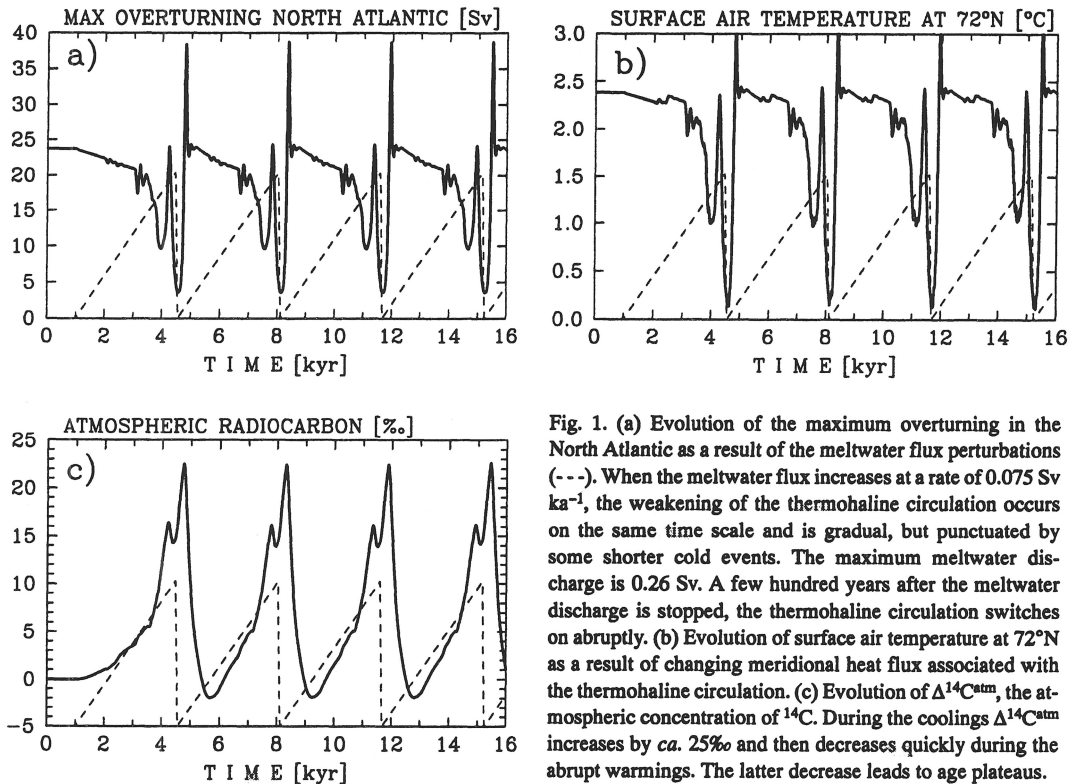 MAX OVERTURNING NORTH ATLANTIC [Sv]
a)
40
35
30
25
20
15
10
5
0
0 2 4 6 8 10 12 14 16
T I M E [kyr]
SURFACE AIR TEMPERATURE AT 72°N [°C]
b)
3.0
2.5
2.0
1.5
1.0
0.5
0.0
0 2 4 6 8 10 12 14 16
T I M E [kyr]
ATMOSPHERIC RADIOCARBON [‰]
c)
25
20
15
10
5
0
−5
0 2 4 6 8 10 12 14 16
T I M E [kyr]
Fig. 1. (a) Evolution of the maximum overturning in the
North Atlantic as a result of the meltwater flux perturbations
(- - -). When the meltwater flux increases at a rate of 0.075 Sv
ka⁻¹, the weakening of the thermohaline circulation occurs
on the same time scale and is gradual, but punctuated by
some shorter cold events. The maximum meltwater dis-
charge is 0.26 Sv. A few hundred years after the meltwater
discharge is stopped, the thermohaline circulation switches
on abruptly. (b) Evolution of surface air temperature at 72°N
as a result of changing meridional heat flux associated with
the thermohaline circulation. (c) Evolution of Δ¹⁴Cᵃᵗᵐ, the at-
mospheric concentration of ¹⁴C. During the coolings Δ¹⁴Cᵃᵗᵐ
increases by ca. 25‰ and then decreases quickly during the
abrupt warmings. The latter decrease leads to age plateaus.